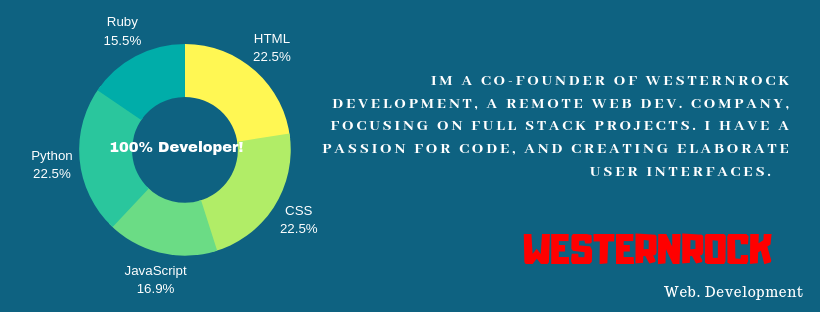 Ruby
15.5%
HTML
22.5%
Python
22.5%
100% Developer!
CSS
22.5%
JavaScript
16.9%
IM A CO-FOUNDER OF WESTERNROCK
DEVELOPMENT, A REMOTE WEB DEV. COMPANY,
FOCUSING ON FULL STACK PROJECTS. I HAVE A
PASSION FOR CODE, AND CREATING ELABORATE
USER INTERFACES.
WESTERNROCK
Web. Development